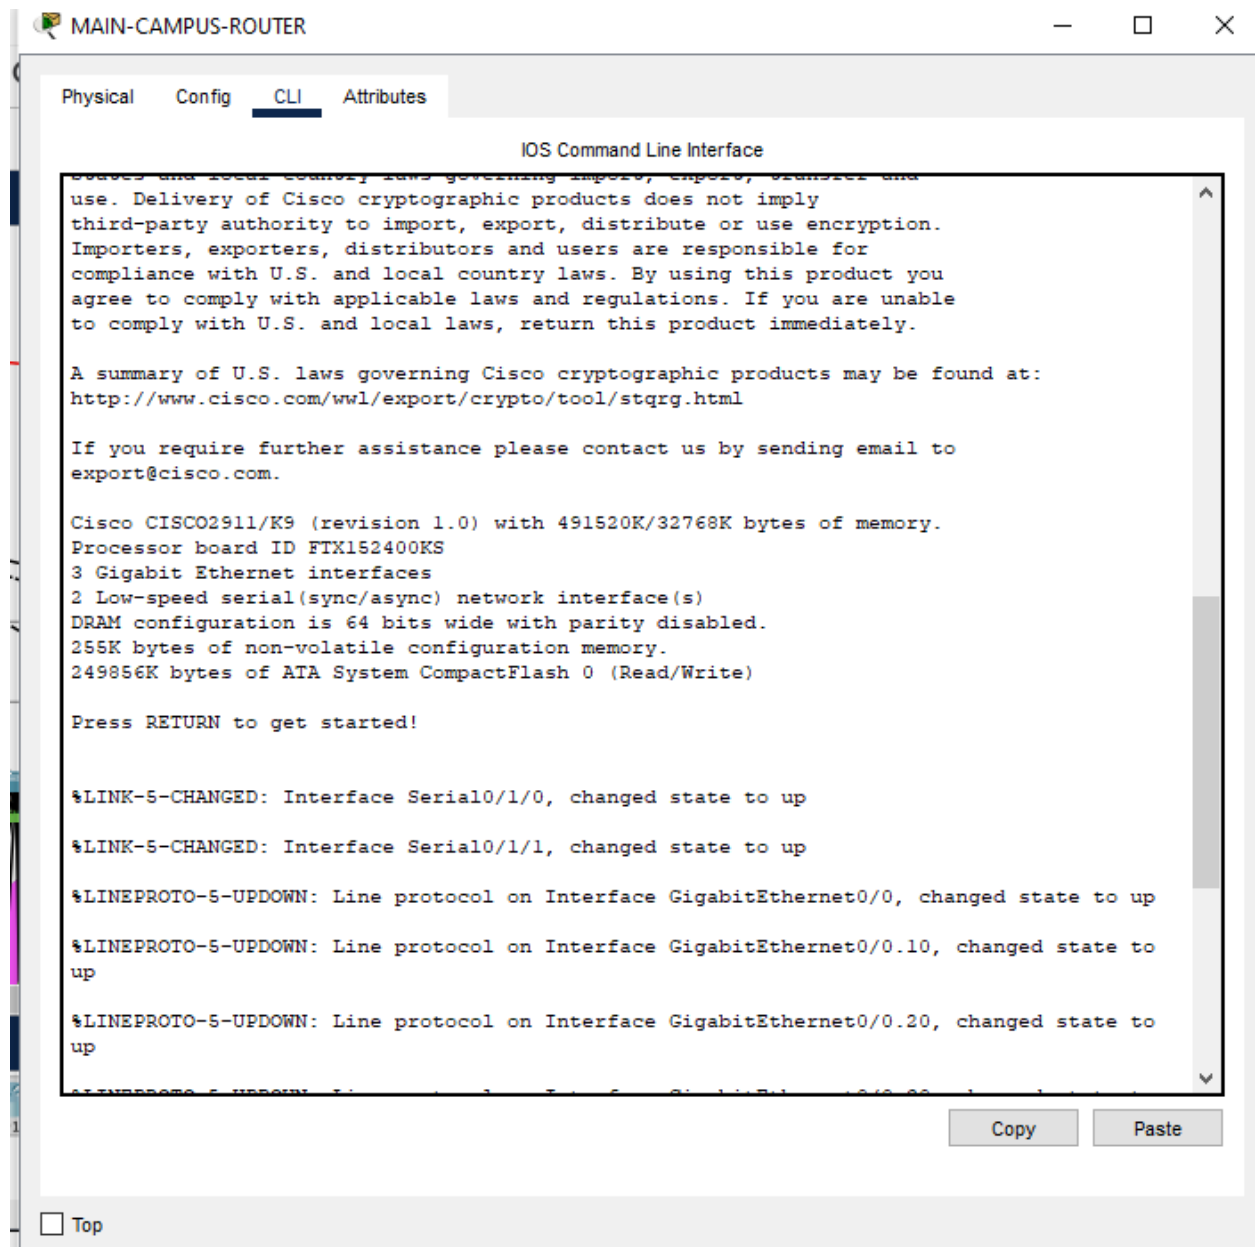 MAIN-CAMPUS-ROUTER
Physical Config CLI Attributes
IOS Command Line Interface
States and local country laws governing import, export, transfer and
use. Delivery of Cisco cryptographic products does not imply
third-party authority to import, export, distribute or use encryption.
Importers, exporters, distributors and users are responsible for
compliance with U.S. and local country laws. By using this product you
agree to comply with applicable laws and regulations. If you are unable
to comply with U.S. and local laws, return this product immediately.
A summary of U.S. laws governing Cisco cryptographic products may be found at:
http://www.cisco.com/wwl/export/crypto/tool/stqrg.html
If you require further assistance please contact us by sending email to
export@cisco.com.
Cisco CISCO2911/K9 (revision 1.0) with 491520K/32768K bytes of memory.
Processor board ID FTX152400KS
3 Gigabit Ethernet interfaces
2 Low-speed serial(sync/async) network interface(s)
DRAM configuration is 64 bits wide with parity disabled.
255K bytes of non-volatile configuration memory.
249856K bytes of ATA System CompactFlash 0 (Read/Write)
Press RETURN to get started!
%LINK-5-CHANGED: Interface Serial0/1/0, changed state to up
%LINK-5-CHANGED: Interface Serial0/1/1, changed state to up
%LINEPROTO-5-UPDOWN: Line protocol on Interface GigabitEthernet0/0, changed state to up
%LINEPROTO-5-UPDOWN: Line protocol on Interface GigabitEthernet0/0.10, changed state to
up
%LINEPROTO-5-UPDOWN: Line protocol on Interface GigabitEthernet0/0.20, changed state to
up
Copy Paste
Top